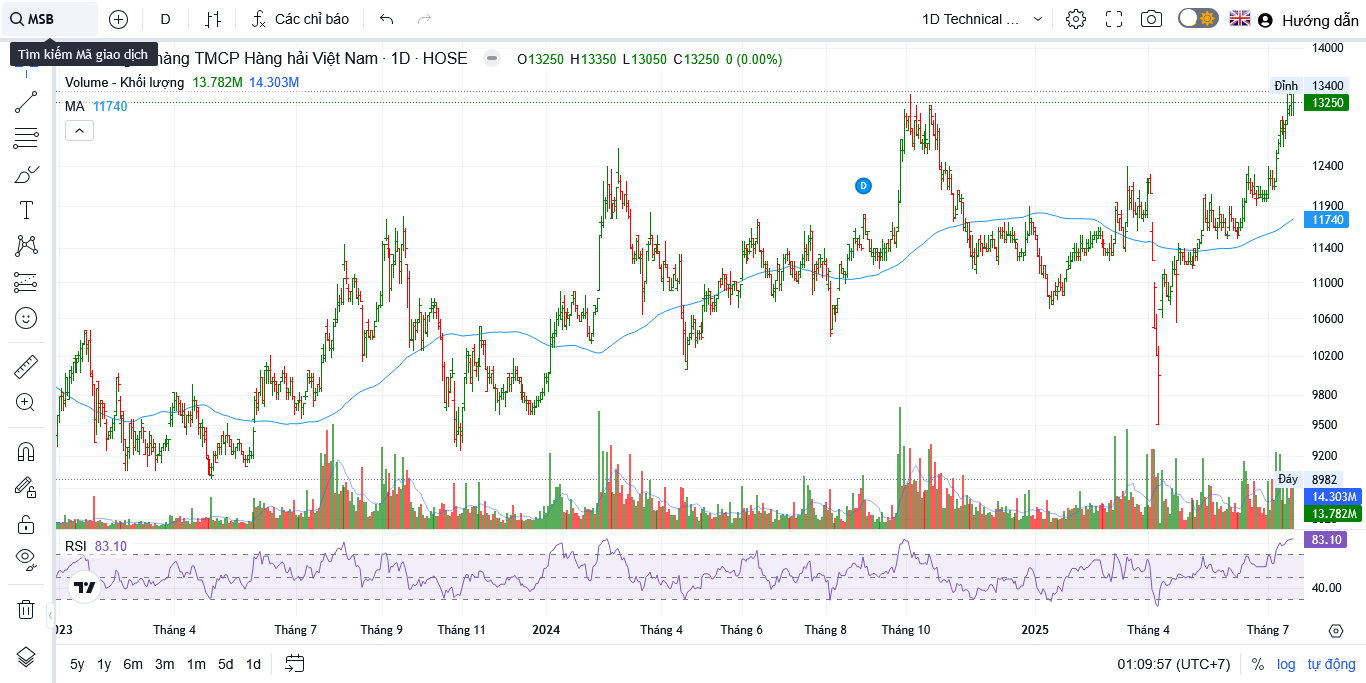 MSB
D
Các chỉ báo
1D Technical ...
Hướng dẫn
Tìm kiếm Mã giao dịch
hàng TMCP Hàng hải Việt Nam · 1D · HOSE
O13250 H13350 L13050 C13250 0 (0.00%)
Volume - Khối lượng 13.782M 14.303M
MA 11740
D
14000
Đỉnh 13400
13250
12400
11900
11740
11400
11000
10600
10200
9800
9500
9200
Đáy 8982
14.303M
13.782M
RSI 83.10
83.10
40.00
023 Tháng 4 Tháng 7 Tháng 9 Tháng 11 2024 Tháng 4 Tháng 6 Tháng 8 Tháng 10 2025 Tháng 4 Tháng 7
5y 1y 6m 3m 1m 5d 1d
01:09:57 (UTC+7) % log tự động